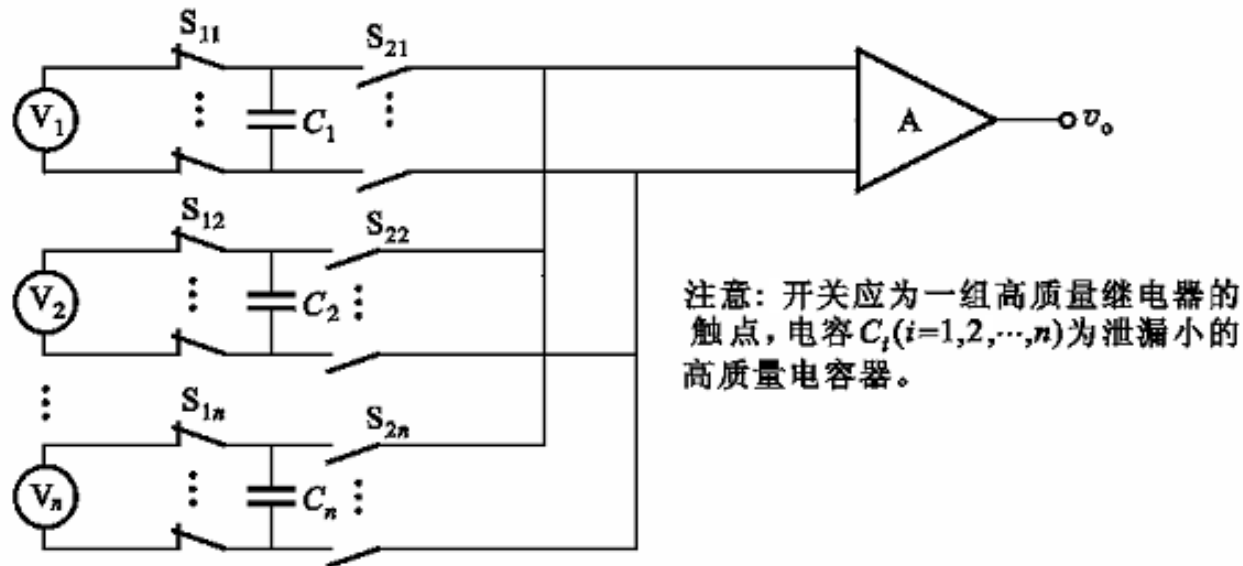 S11
S21
V1
C1
A
vo
S12
S22
V2
C2
注意: 开关应为一组高质量继电器的
触点, 电容Ci(i=1,2,⋯,n)为泄漏小的
高质量电容器。
S1n
S2n
Vn
Cn